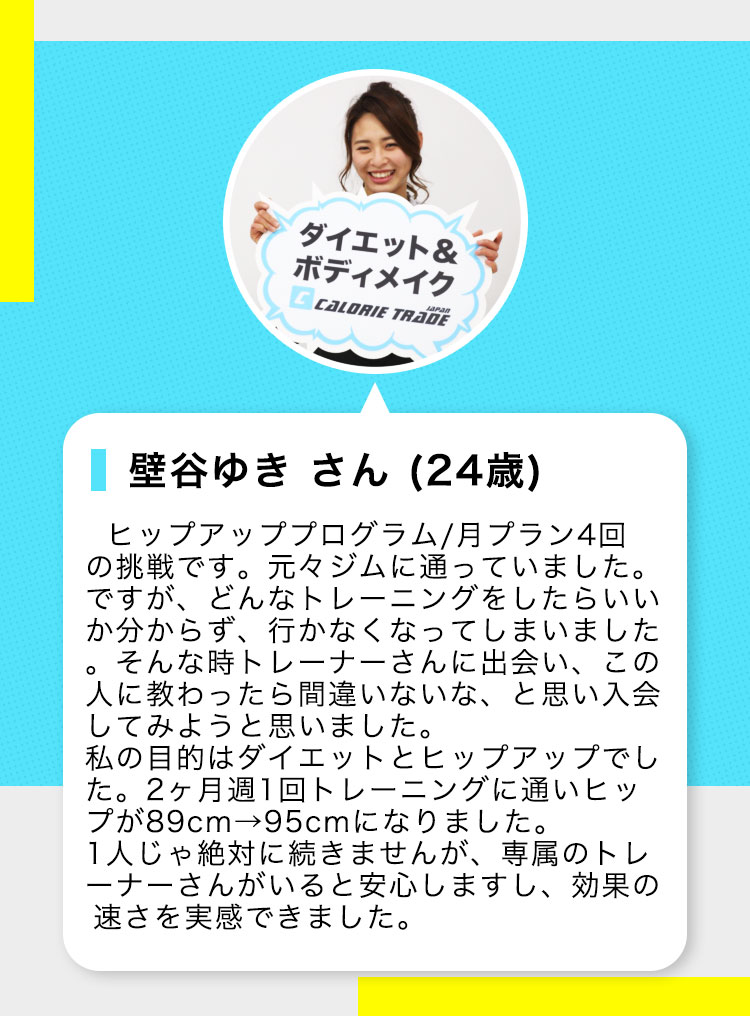 ダイエット&
ボディメイク
CALORIE TRADE JAPAN
壁谷ゆき さん (24歳)
ヒップアッププログラム/月プラン4回
の挑戦です。元々ジムに通っていました。
ですが、どんなトレーニングをしたらいい
か分からず、行かなくなってしまいました
。そんな時トレーナーさんに出会い、この
人に教わったら間違いないな、と思い入会
してみようと思いました。
私の目的はダイエットとヒップアップでし
た。2ヶ月週1回トレーニングに通いヒッ
プが89cm→95cmになりました。
1人じゃ絶対に続きませんが、専属のトレ
ーナーさんがいると安心しますし、効果の
速さを実感できました。